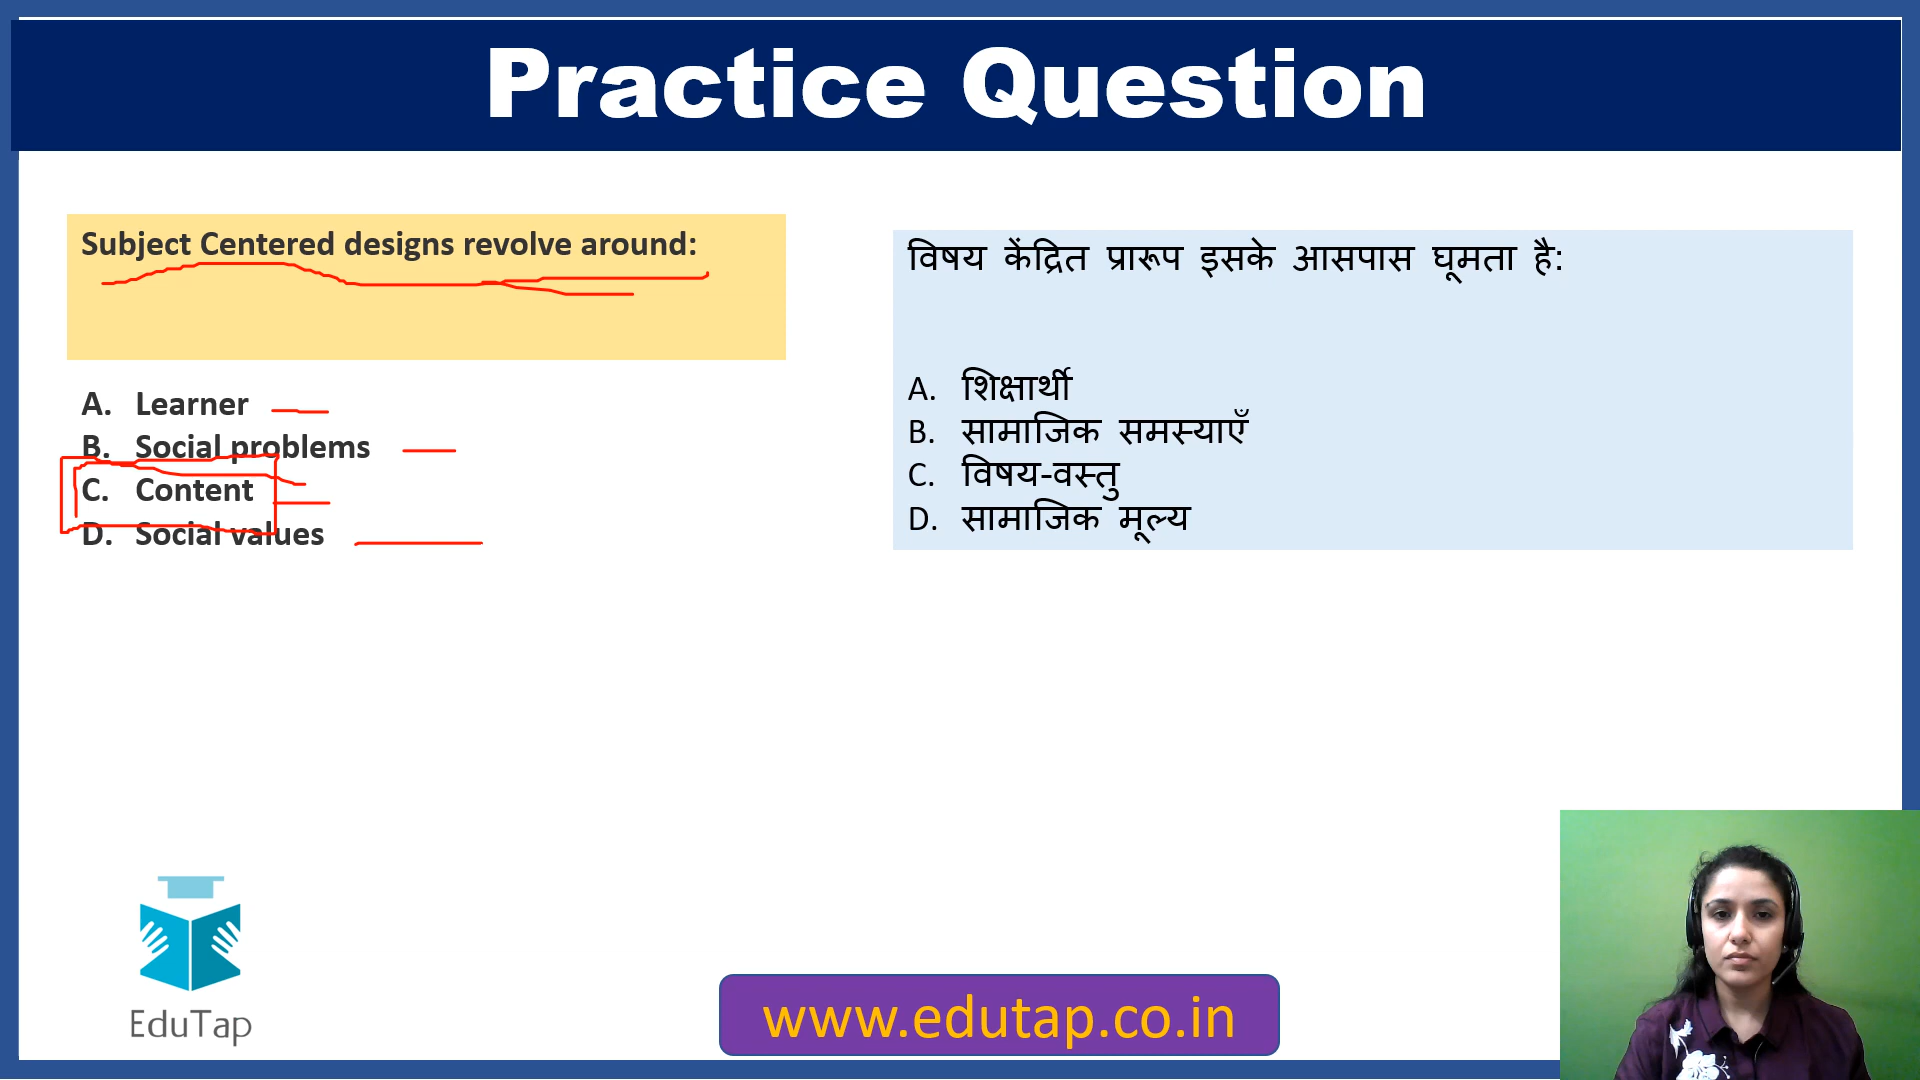 Practice Question
Subject Centered designs revolve around:
A. Learner
B. Social problems
C. Content
D. Social values
विषय केंद्रित प्रारूप इसके आसपास घूमता है:
A. शिक्षार्थी
B. सामाजिक समस्याएँ
C. विषय-वस्तु
D. सामाजिक मूल्य
EduTap
www.edutap.co.in